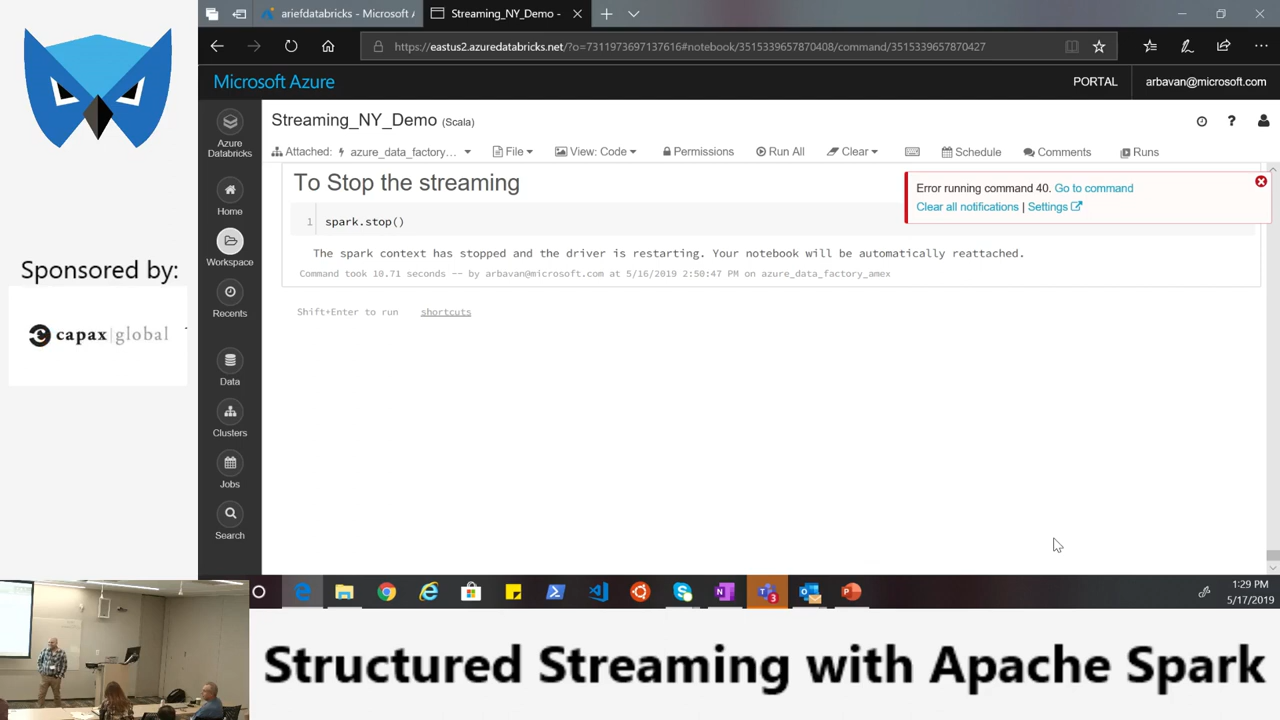 ariefdatabricks - Microsoft A
Streaming_NY_Demo -
https://eastus2.azuredatabricks.net/?o=7311973697137616#notebook/3515339657870408/command/3515339657870427
Microsoft Azure
PORTAL
arbavan@microsoft.com
Azure
Databricks
Home
Workspace
Recents
Data
Clusters
Jobs
Search
Streaming_NY_Demo (Scala)
Attached: azure_data_factory... File View: Code Permissions Run All Clear Schedule Comments Runs
To Stop the streaming
Error running command 40. Go to command
Clear all notifications | Settings
1 spark.stop()
The spark context has stopped and the driver is restarting. Your notebook will be automatically reattached.
Command took 10.71 seconds -- by arbavan@microsoft.com at 5/16/2019 2:50:47 PM on azure_data_factory_amex
Shift+Enter to run shortcuts
Sponsored by:
capax|global
3
1:29 PM
5/17/2019
Structured Streaming with Apache Spark